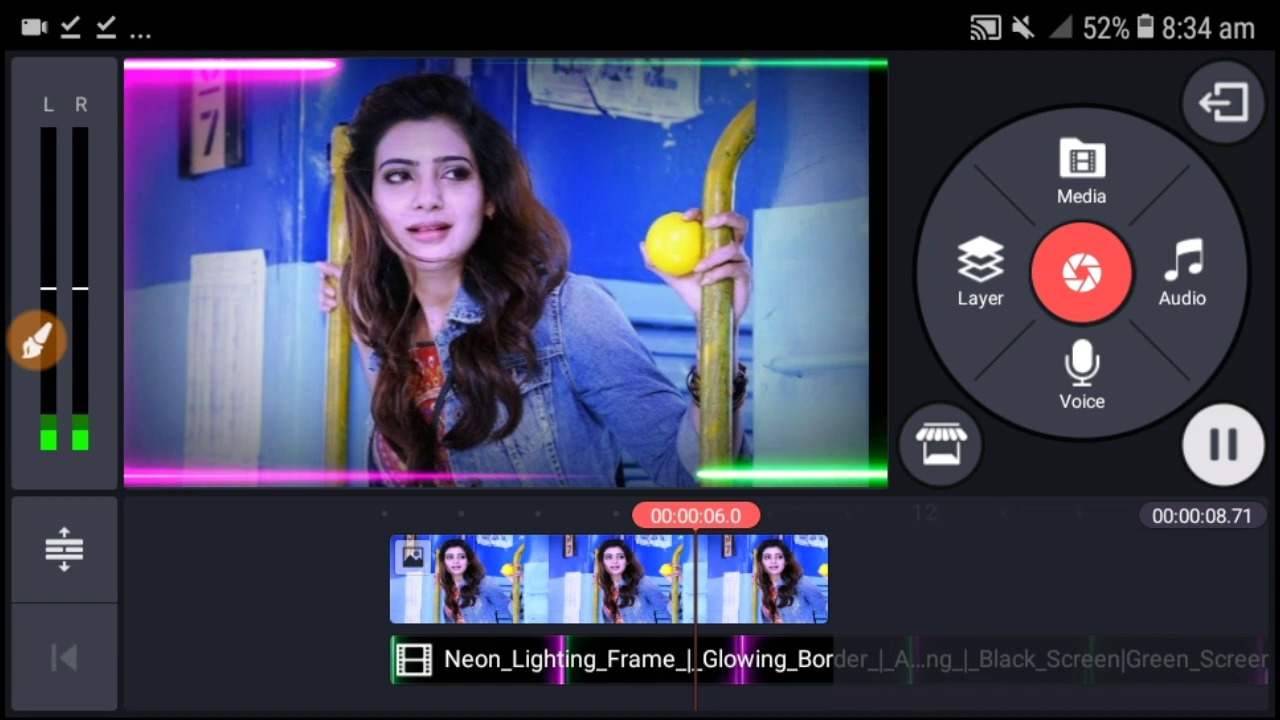 ...
52% 8:34 am
L R
7
Media
Layer
Audio
Voice
00:00:06.0
12
00:00:08.71
Neon_Lighting_Frame_|_Glowing_Border_|_A...ng_|_Black_Screen|Green_Screer